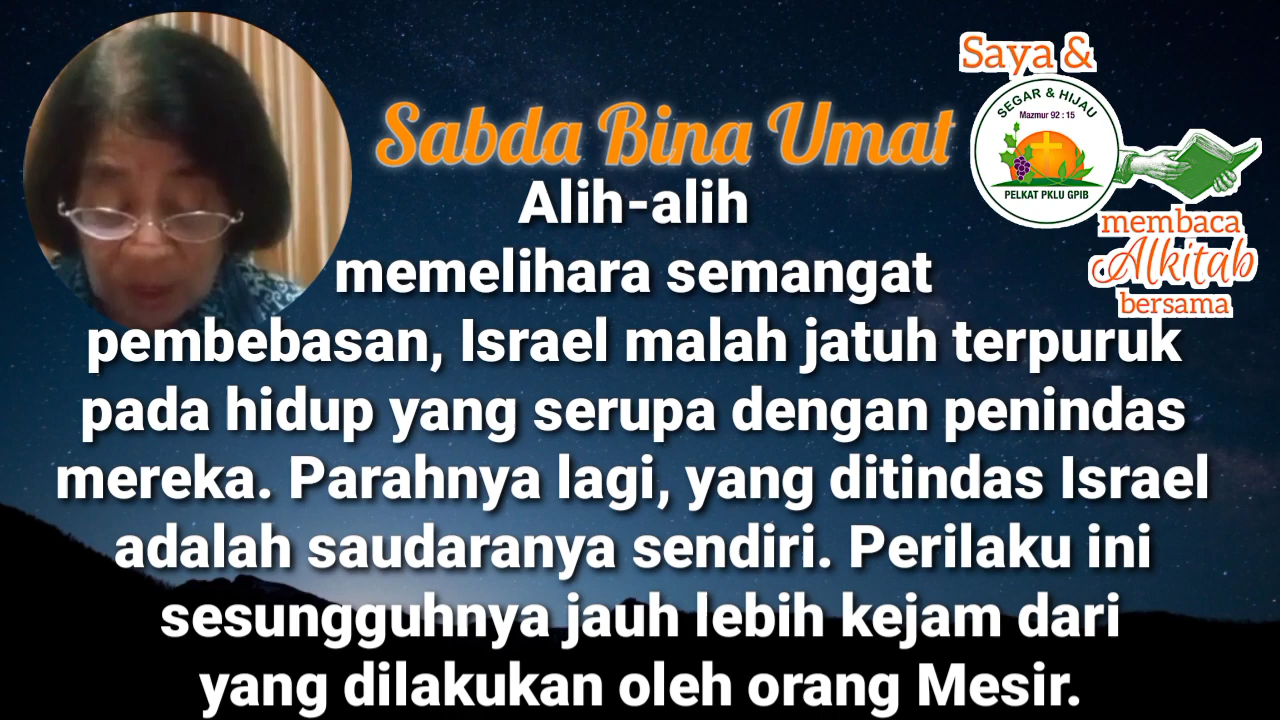 Saya &
SEGAR & HIJAU
Mazmur 92 : 15
PELKAT PKLU GPIB
membaca
Alkitab
bersama
Sabda Bina Umat
Alih-alih
memelihara semangat
pembebasan, Israel malah jatuh terpuruk
pada hidup yang serupa dengan penindas
mereka. Parahnya lagi, yang ditindas Israel
adalah saudaranya sendiri. Perilaku ini
sesungguhnya jauh lebih kejam dari
yang dilakukan oleh orang Mesir.